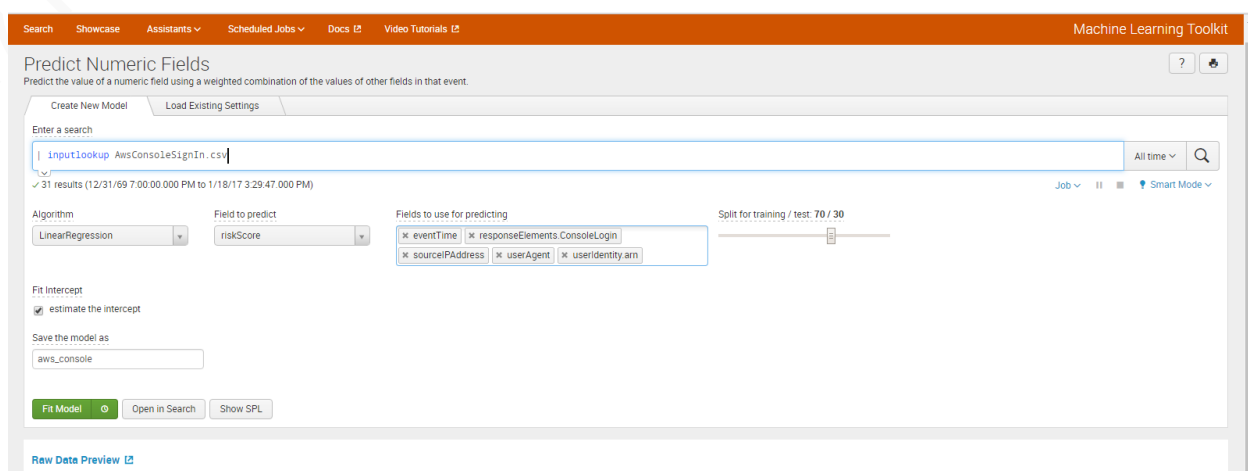 Search Showcase Assistants Scheduled Jobs Docs Video Tutorials Machine Learning Toolkit
Predict Numeric Fields ?
Predict the value of a numeric field using a weighted combination of the values of other fields in that event.
Create New Model Load Existing Settings
Enter a search
| inputlookup AwsConsoleSignIn.csv All time
✓ 31 results (12/31/69 7:00:00.000 PM to 1/18/17 3:29:47.000 PM) Job Smart Mode
Algorithm Field to predict Fields to use for predicting Split for training / test: 70 / 30
LinearRegression riskScore × eventTime × responseElements.ConsoleLogin
× sourceIPAddress × userAgent × userIdentity.arn
Fit Intercept
estimate the intercept
Save the model as
aws_console
Fit Model Open in Search Show SPL
Raw Data Preview